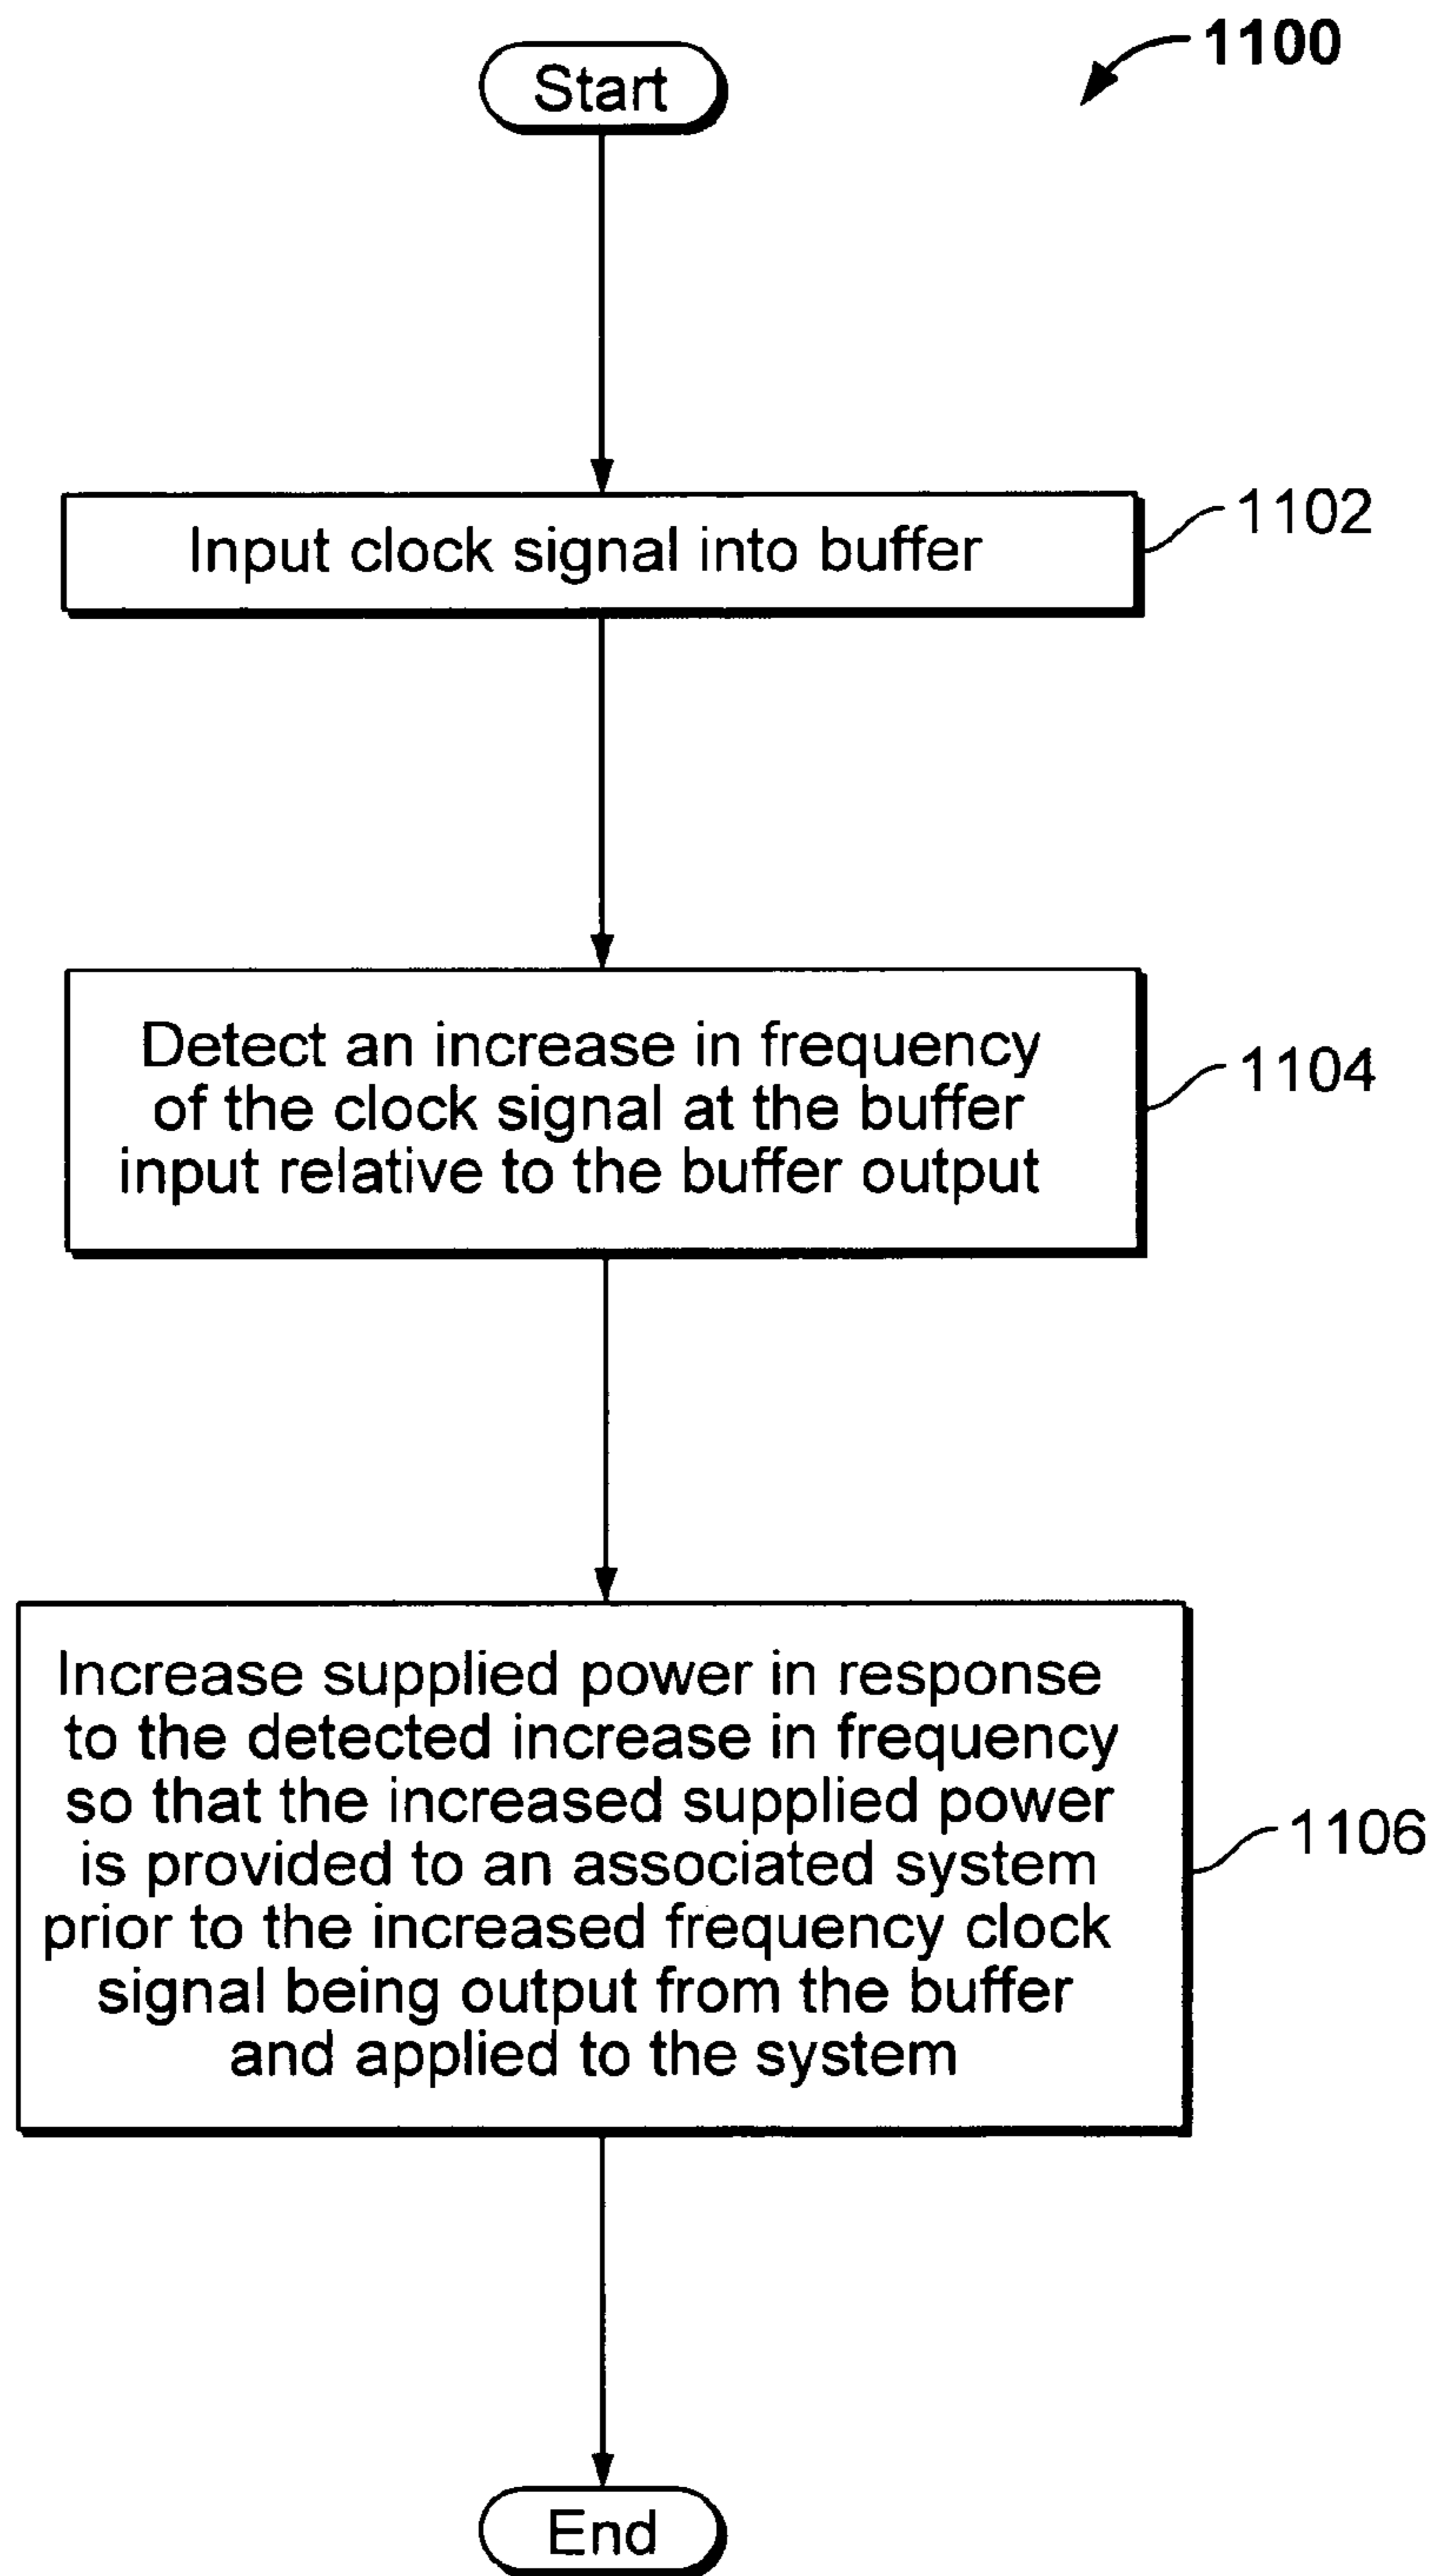 1100
Start
Input clock signal into buffer
1102
Detect an increase in frequency
of the clock signal at the buffer
input relative to the buffer output
1104
Increase supplied power in response
to the detected increase in frequency
so that the increased supplied power
is provided to an associated system
prior to the increased frequency clock
signal being output from the buffer
and applied to the system
1106
End